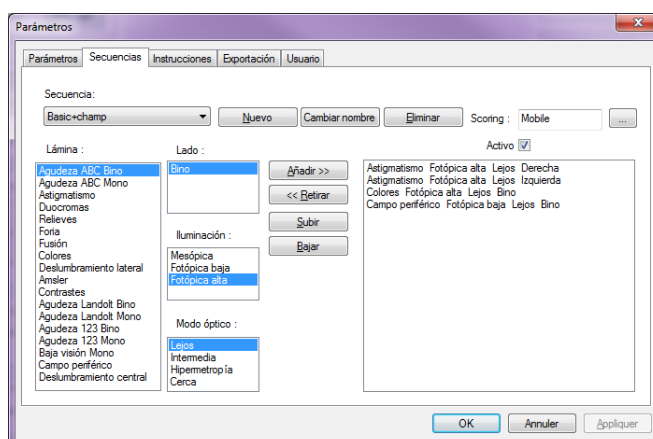 Parámetros
Parámetros Secuencias Instrucciones Exportación Usuario
Secuencia:
Basic+champ Nuevo Cambiar nombre Eliminar Scoring : Mobile ...
Activo
Lámina :
Agudeza ABC Bino
Agudeza ABC Mono
Astigmatismo
Duocromas
Relieves
Foria
Fusión
Colores
Deslumbramiento lateral
Amsler
Contrastes
Agudeza Landolt Bino
Agudeza Landolt Mono
Agudeza 123 Bino
Agudeza 123 Mono
Baja visión Mono
Campo periférico
Deslumbramiento central
Lado :
Bino
Iluminación :
Mesópica
Fotópica baja
Fotópica alta
Modo óptico :
Lejos
Intermedia
Hipermetropía
Cerca
Añadir >>
<< Retirar
Subir
Bajar
Astigmatismo Fotópica alta Lejos Derecha
Astigmatismo Fotópica alta Lejos Izquierda
Colores Fotópica alta Lejos Bino
Campo periférico Fotópica baja Lejos Bino
OK Annuler Appliquer